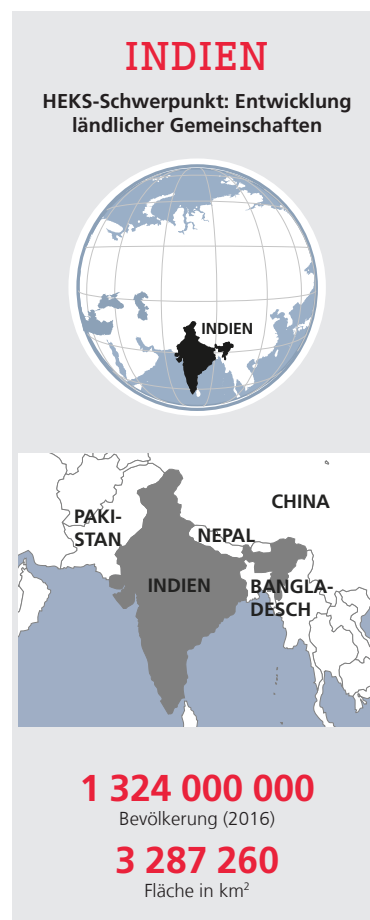 INDIEN
HEKS-Schwerpunkt: Entwicklung
ländlicher Gemeinschaften
INDIEN
CHINA
PAKI-
STAN
NEPAL
INDIEN
BANGLA-
DESCH
1 324 000 000
Bevölkerung (2016)
3 287 260
Fläche in km²